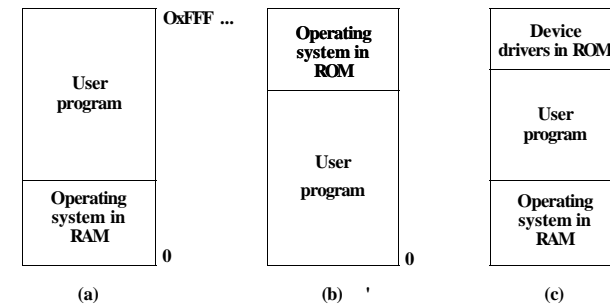 OxFFF ...
User
program
Operating
system in
RAM
0
(a)
Operating
system in
ROM
User
program
0
(b) '
Device
drivers in ROM
User
program
Operating
system in
RAM
(c)